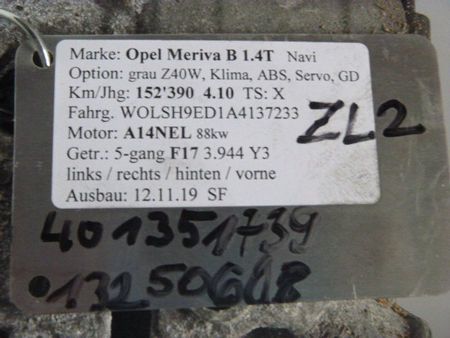 Marke: Opel Meriva B 1.4T Navi
Option: grau Z40W, Klima, ABS, Servo, GD
Km/Jhg: 152'390 4.10 TS: X
Fahrg. WOLSH9ED1A4137233
Motor: A14NEL 88kw
Getr.: 5-gang F17 3.944 Y3
links / rechts / hinten / vorne
Ausbau: 12.11.19 SF
ZL2
401351739
13250608